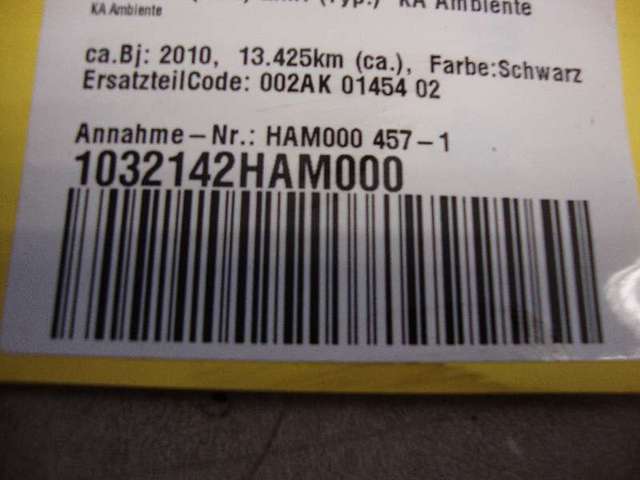 (Typ.) KA Ambiente
KA Ambiente
ca.Bj: 2010, 13.425km (ca.), Farbe:Schwarz
ErsatzteilCode: 002AK 01454 02
Annahme-Nr.: HAM000 457-1
1032142HAM000